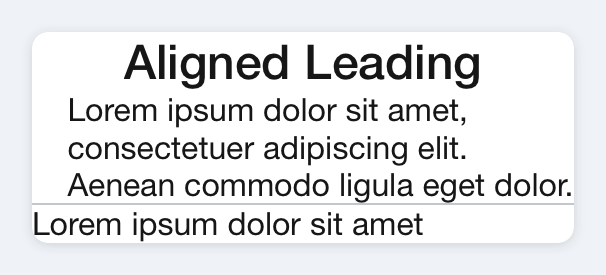 Aligned Leading
Lorem ipsum dolor sit amet,
consectetuer adipiscing elit.
Aenean commodo ligula eget dolor.
Lorem ipsum dolor sit amet